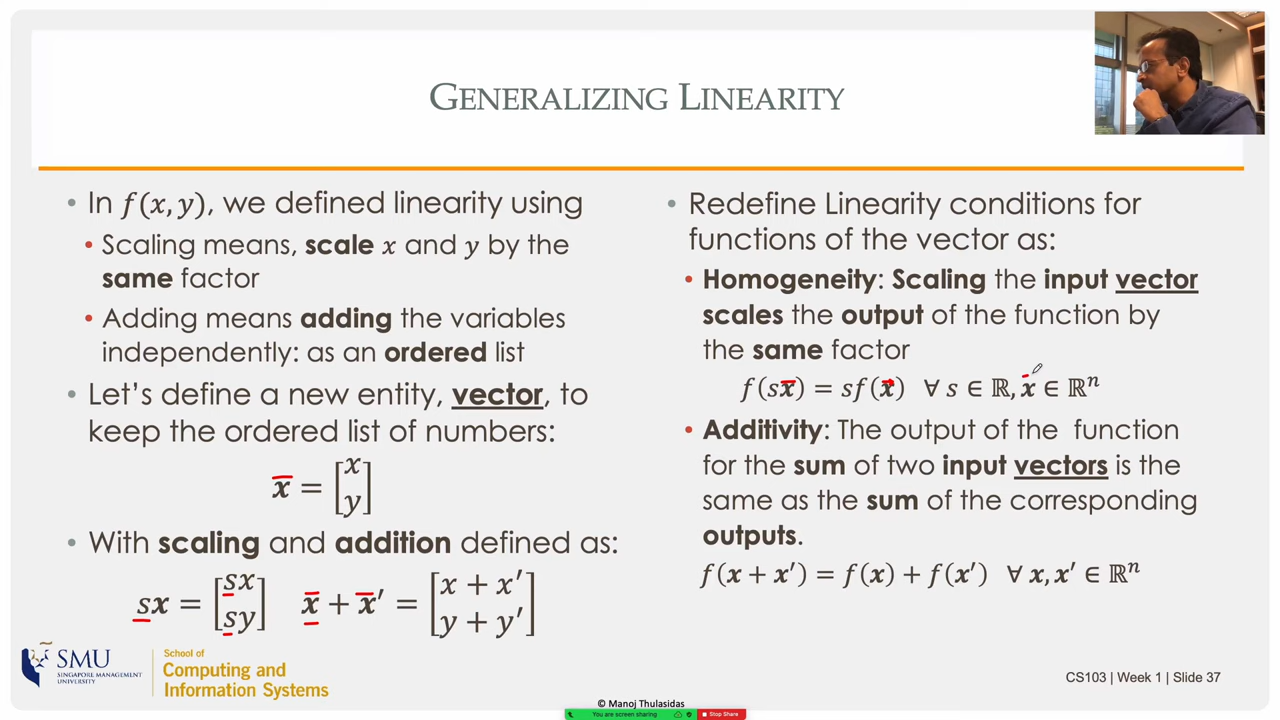 GENERALIZING LINEARITY
• In f(x, y), we defined linearity using
• Scaling means, scale x and y by the
same factor
• Adding means adding the variables
independently: as an ordered list
• Let's define a new entity, vector, to
keep the ordered list of numbers:
x̅ = [x
y]
• With scaling and addition defined as:
sx = [sx
sy] x̅ + x̅′ = [x + x′
y + y′]
• Redefine Linearity conditions for
functions of the vector as:
• Homogeneity: Scaling the input vector
scales the output of the function by
the same factor
f(sx̅) = sf(x̅) ∀ s ∈ ℝ, x̅ ∈ ℝⁿ
• Additivity: The output of the function
for the sum of two input vectors is the
same as the sum of the corresponding
outputs.
f(x + x′) = f(x) + f(x′) ∀ x, x′ ∈ ℝⁿ
SMU
SINGAPORE MANAGEMENT
UNIVERSITY
School of
Computing and
Information Systems
CS103 | Week 1 | Slide 37
© Manoj Thulasidas
You are screen sharing
Stop Share